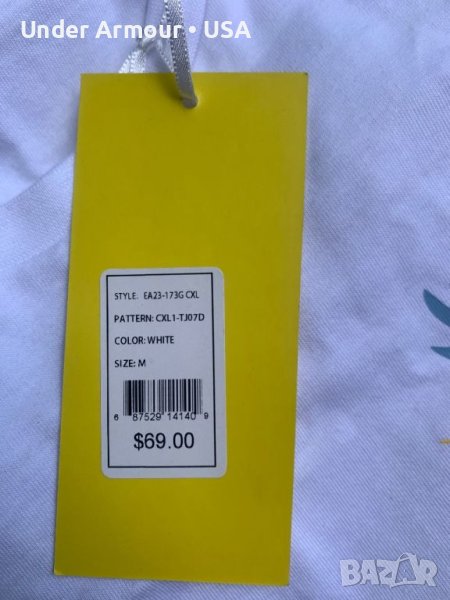 Under Armour • USA
STYLE. EA23-173G CXL
PATTERN: CXL1-TJ07D
COLOR: WHITE
SIZE: M
6 87529 14140 9
$69.00
BAZAR